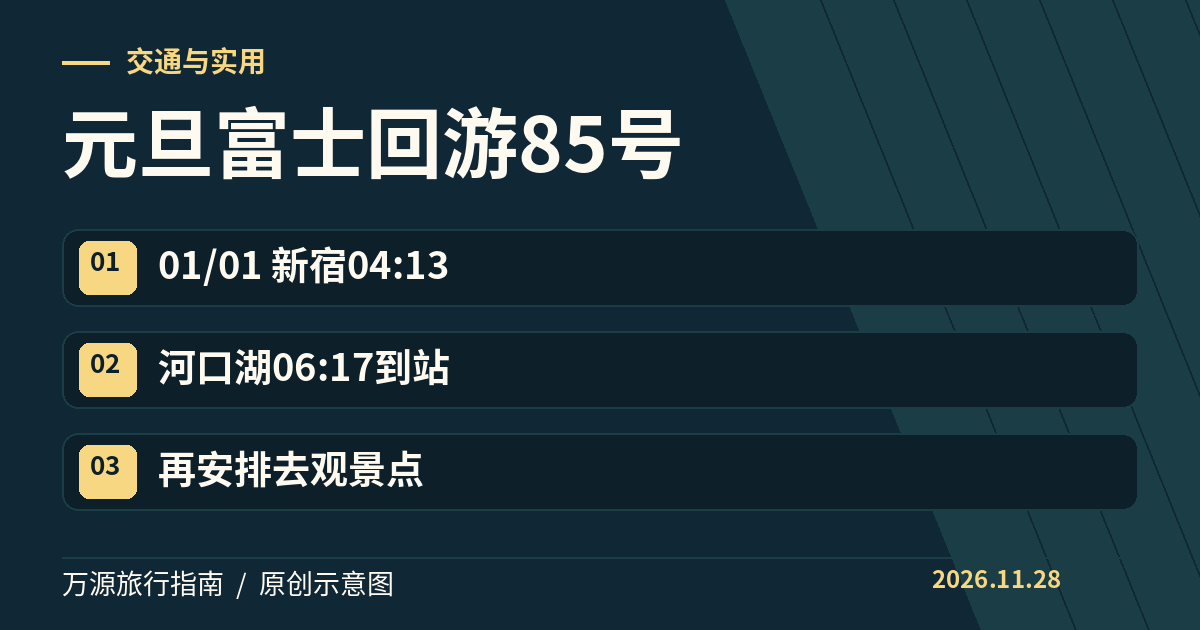 交通与实用
元旦富士回游85号
01
01/01 新宿04:13
02
河口湖06:17到站
03
再安排去观景点
万源旅行指南 / 原创示意图
2026.11.28